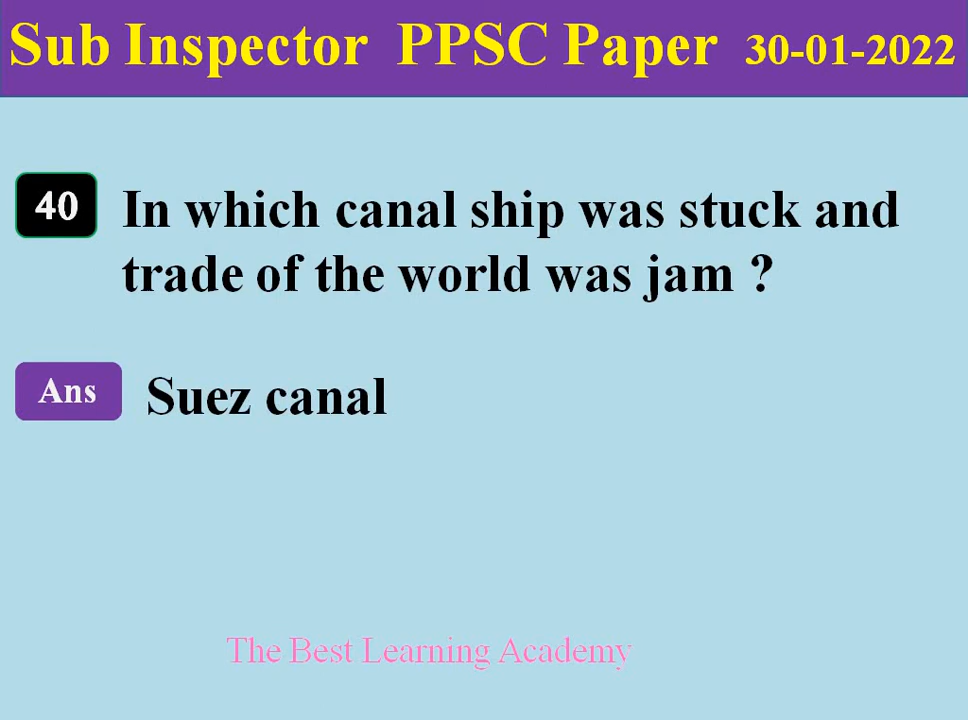 Sub Inspector PPSC Paper 30-01-2022
40 In which canal ship was stuck and
trade of the world was jam ?
Ans Suez canal
The Best Learning Academy